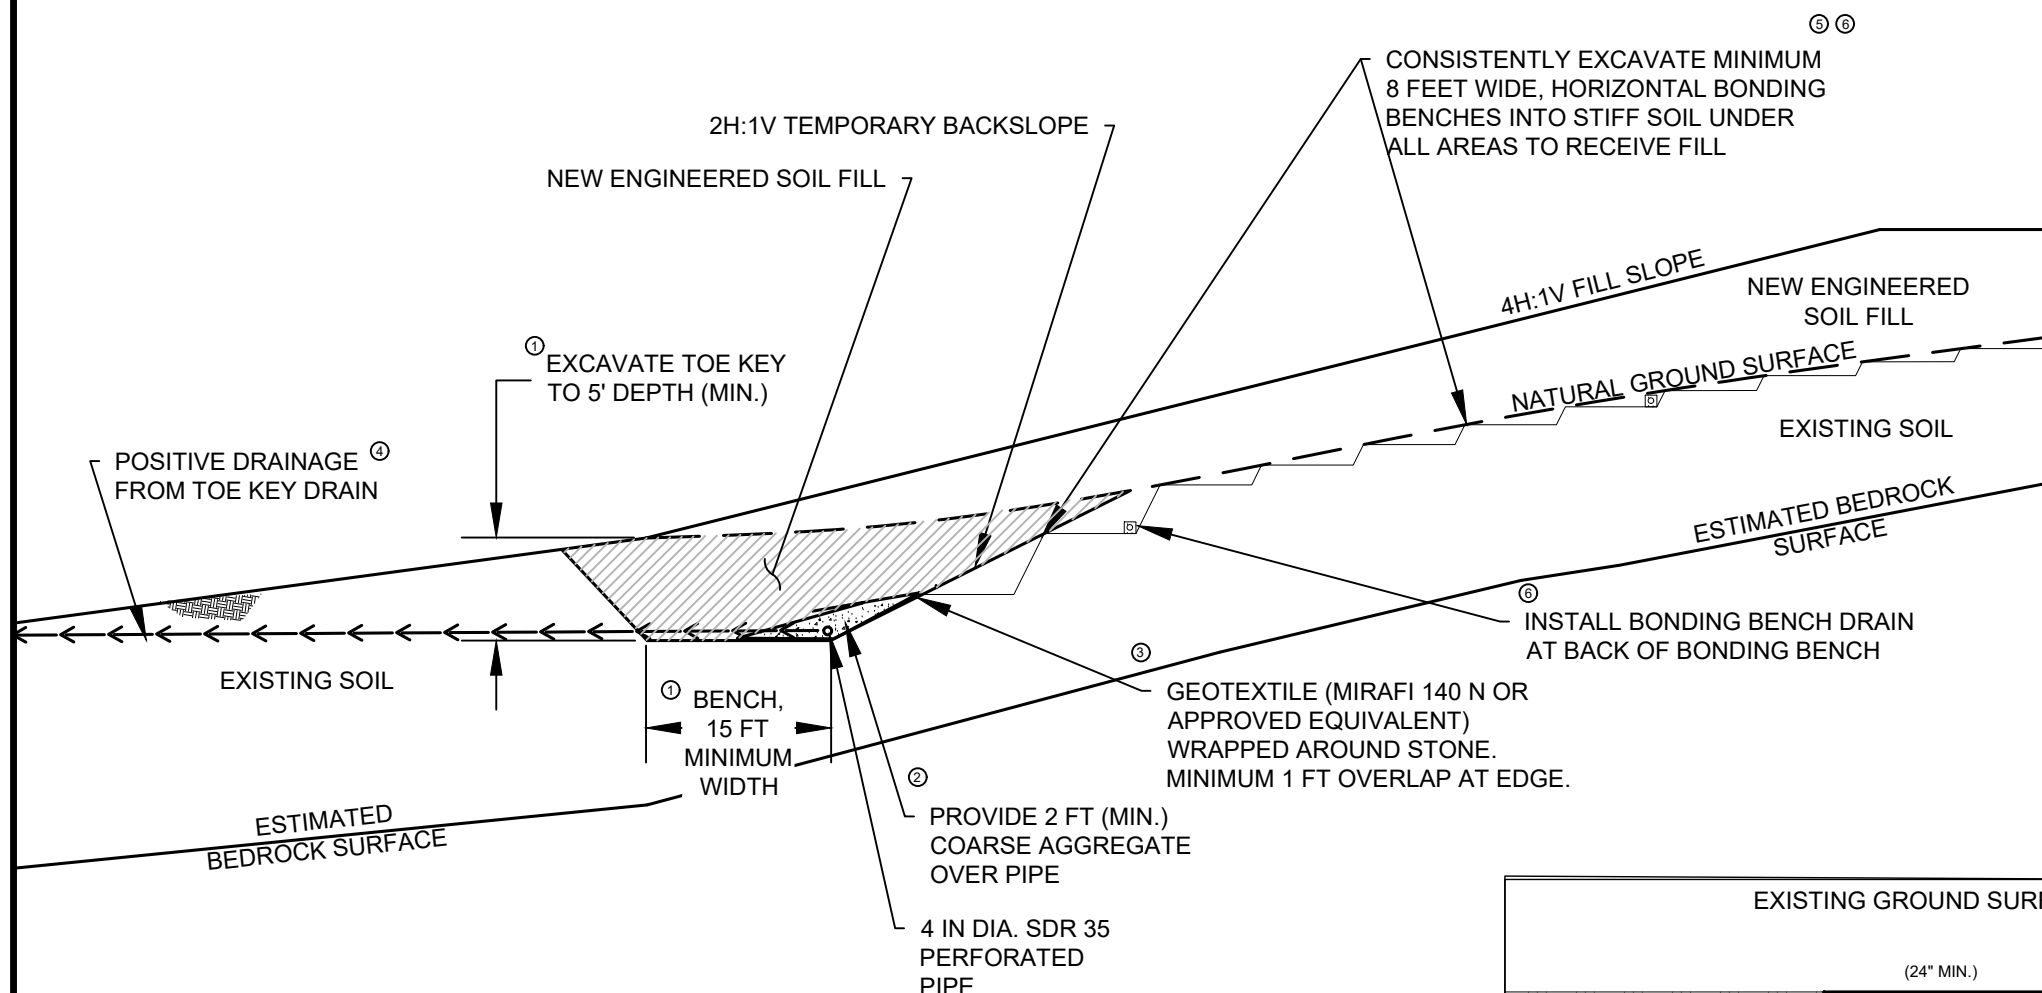 ⑤ ⑥
CONSISTENTLY EXCAVATE MINIMUM
8 FEET WIDE, HORIZONTAL BONDING
BENCHES INTO STIFF SOIL UNDER
ALL AREAS TO RECEIVE FILL
2H:1V TEMPORARY BACKSLOPE
NEW ENGINEERED SOIL FILL
4H:1V FILL SLOPE
NEW ENGINEERED
SOIL FILL
① EXCAVATE TOE KEY
TO 5' DEPTH (MIN.)
NATURAL GROUND SURFACE
EXISTING SOIL
POSITIVE DRAINAGE ④
FROM TOE KEY DRAIN
ESTIMATED BEDROCK
SURFACE
⑥
INSTALL BONDING BENCH DRAIN
AT BACK OF BONDING BENCH
EXISTING SOIL
③
GEOTEXTILE (MIRAFI 140 N OR
APPROVED EQUIVALENT)
WRAPPED AROUND STONE.
MINIMUM 1 FT OVERLAP AT EDGE.
① BENCH,
15 FT
MINIMUM
WIDTH
②
PROVIDE 2 FT (MIN.)
COARSE AGGREGATE
OVER PIPE
ESTIMATED
BEDROCK SURFACE
4 IN DIA. SDR 35
PERFORATED
PIPE
EXISTING GROUND
(24" MIN.)